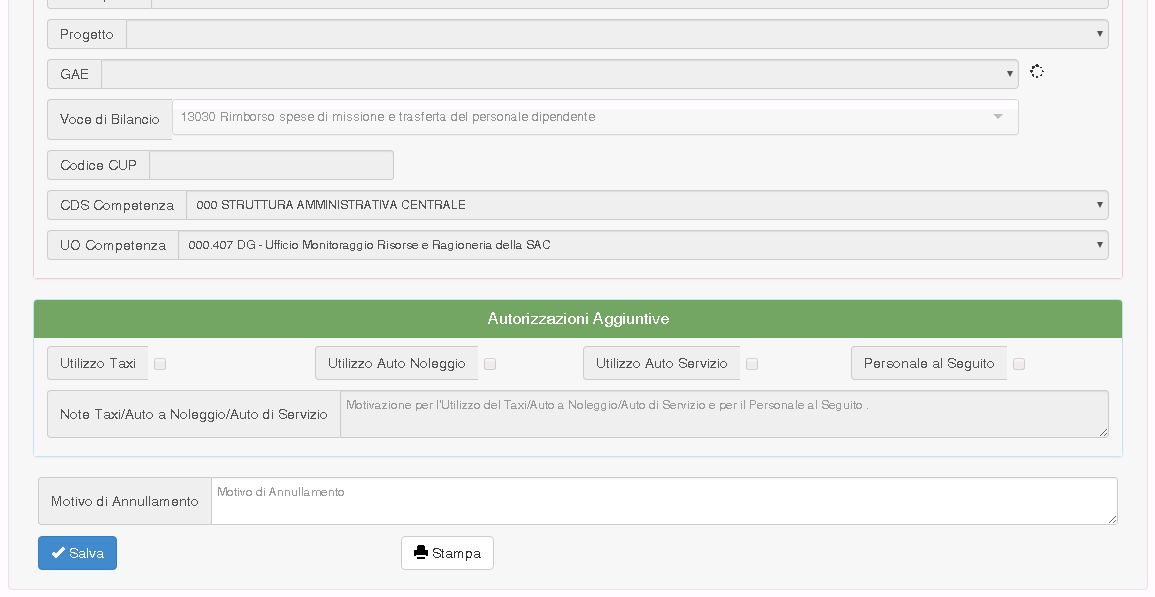 Progetto
GAE
Voce di Bilancio
13030 Rimborso spese di missione e trasferta del personale dipendente
Codice CUP
CDS Competenza
000 STRUTTURA AMMINISTRATIVA CENTRALE
UO Competenza
000.407 DG - Ufficio Monitoraggio Risorse e Ragioneria della SAC
Autorizzazioni Aggiuntive
Utilizzo Taxi
Utilizzo Auto Noleggio
Utilizzo Auto Servizio
Personale al Seguito
Note Taxi/Auto a Noleggio/Auto di Servizio
Motivazione per l'Utilizzo del Taxi/Auto a Noleggio/Auto di Servizio e per il Personale al Seguito .
Motivo di Annullamento
Motivo di Annullamento
Salva
Stampa